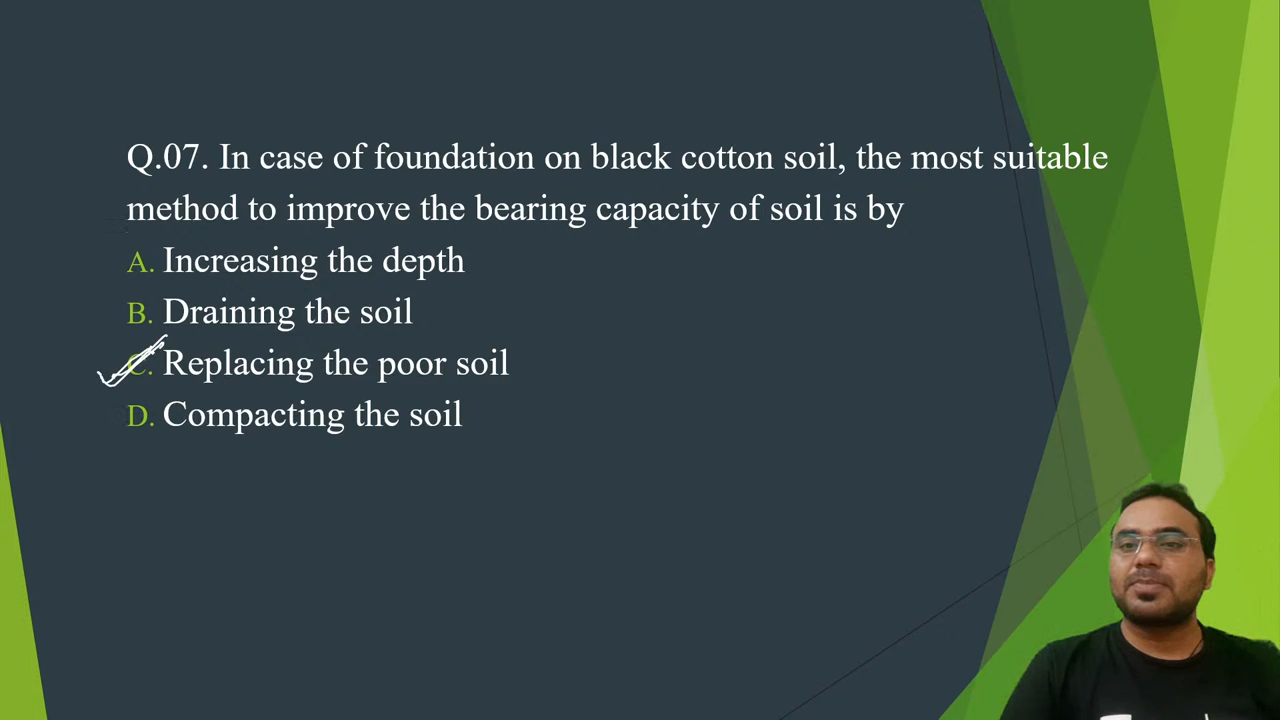 Q.07. In case of foundation on black cotton soil, the most suitable
method to improve the bearing capacity of soil is by
A. Increasing the depth
B. Draining the soil
C. Replacing the poor soil
D. Compacting the soil